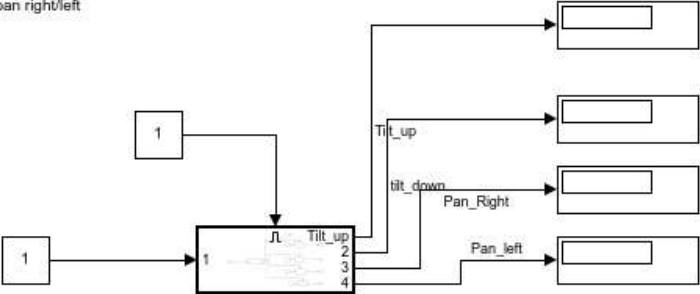 pan right/left
1
Tilt_up
tilt_down
Pan_Right
Pan_left
1
1
Tilt_up
2
3
4